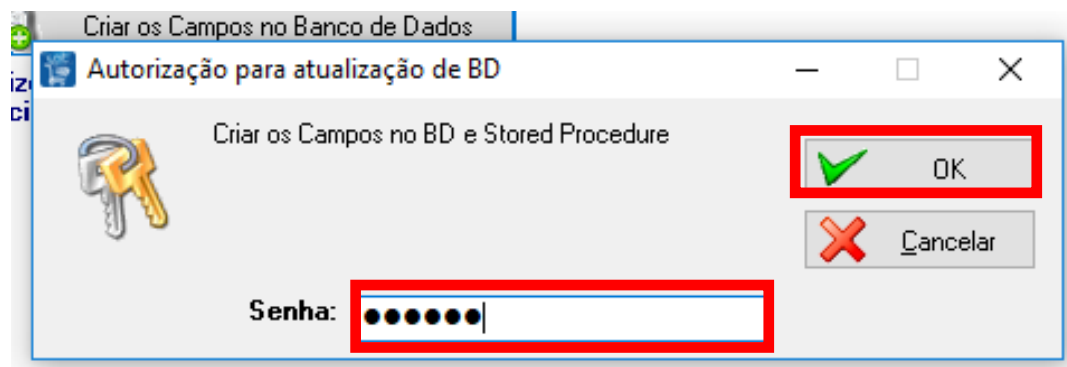 Criar os Campos no Banco de Dados
Autorização para atualização de BD
Criar os Campos no BD e Stored Procedure
OK
Cancelar
Senha: ●●●●●●